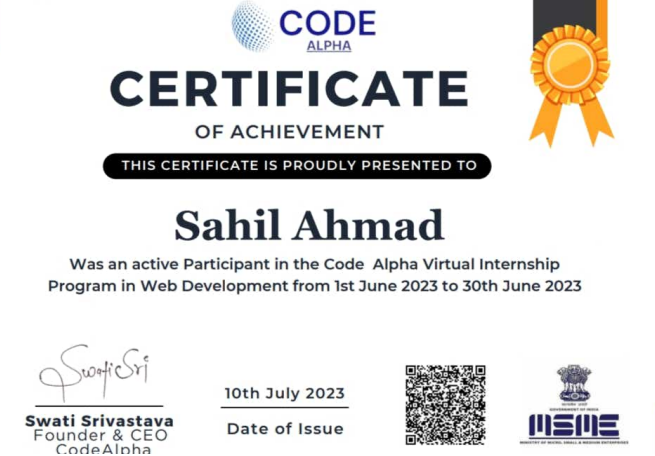 CODE
ALPHA
CERTIFICATE
OF ACHIEVEMENT
THIS CERTIFICATE IS PROUDLY PRESENTED TO
Sahil Ahmad
Was an active Participant in the Code Alpha Virtual Internship
Program in Web Development from 1st June 2023 to 30th June 2023
Swati Sri
Swati Srivastava
Founder & CEO
CodeAlpha
10th July 2023
Date of Issue
GOVERNMENT OF INDIA
MSME
MINISTRY OF MICRO, SMALL & MEDIUM ENTERPRISES